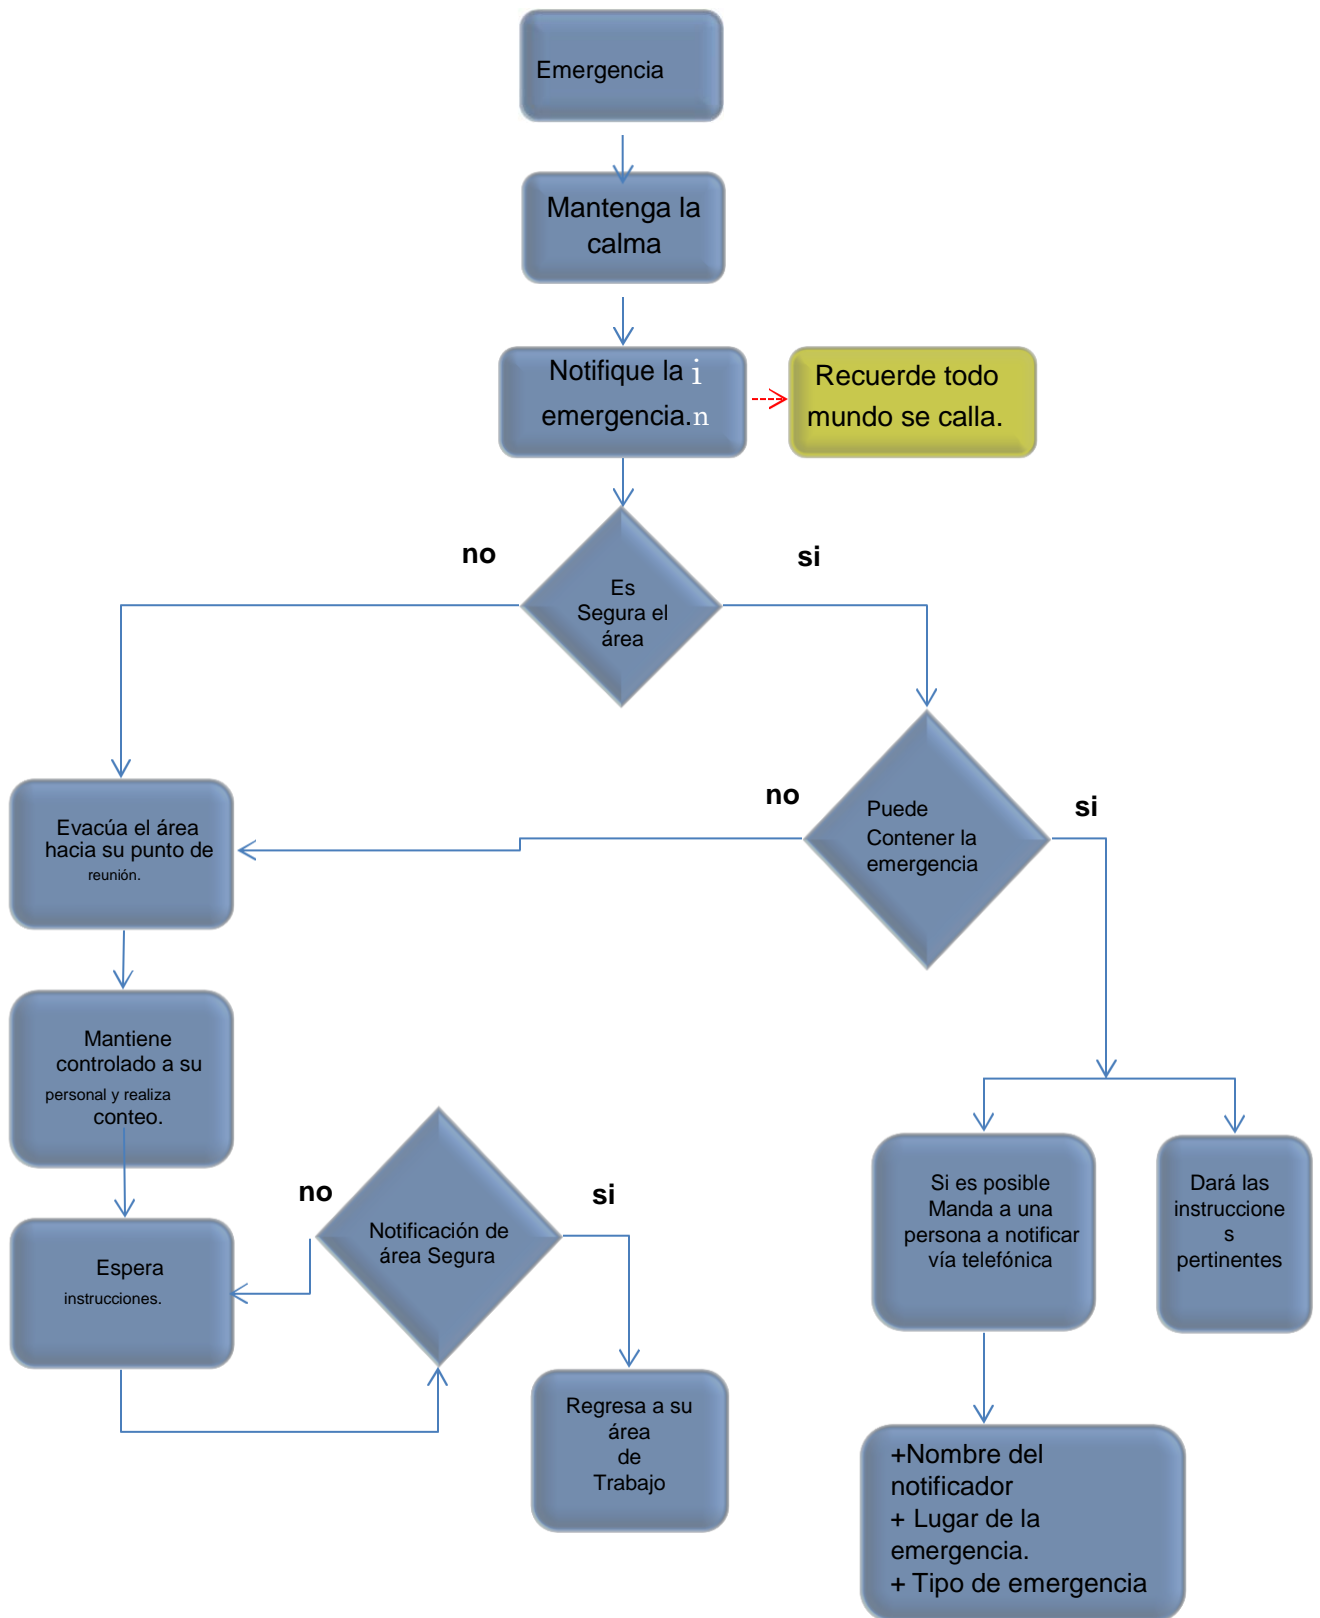 Emergencia
Mantenga la
calma
Notifique la i
emergencia.n
Recuerde todo
mundo se calla.
no
si
Es
Segura el
área
Evacúa el área
hacia su punto de
reunión.
no
si
Puede
Contener la
emergencia
Mantiene
controlado a su
personal y realiza
conteo.
no
si
Notificación de
área Segura
Espera
instrucciones.
Si es posible
Manda a una
persona a notificar
vía telefónica
Dará las
instruccione
s
pertinentes
Regresa a su
área
de
Trabajo
+Nombre del
notificador
+ Lugar de la
emergencia.
+ Tipo de emergencia